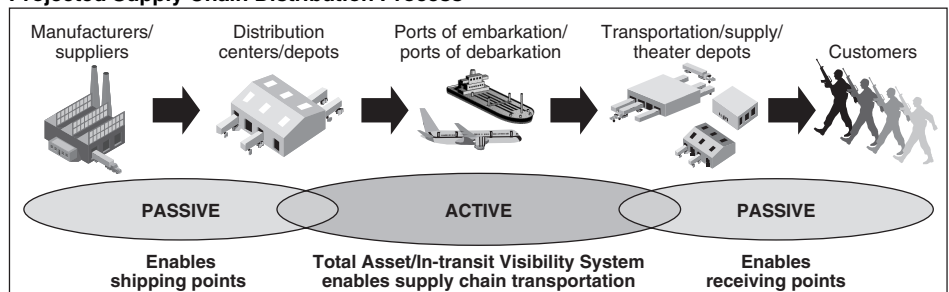 Projected Supply Chain Distribution Process
Manufacturers/
suppliers
Distribution
centers/depots
Ports of embarkation/
ports of debarkation
Transportation/supply/
theater depots
Customers
PASSIVE
ACTIVE
PASSIVE
Enables
shipping points
Total Asset/In-transit Visibility System
enables supply chain transportation
Enables
receiving points